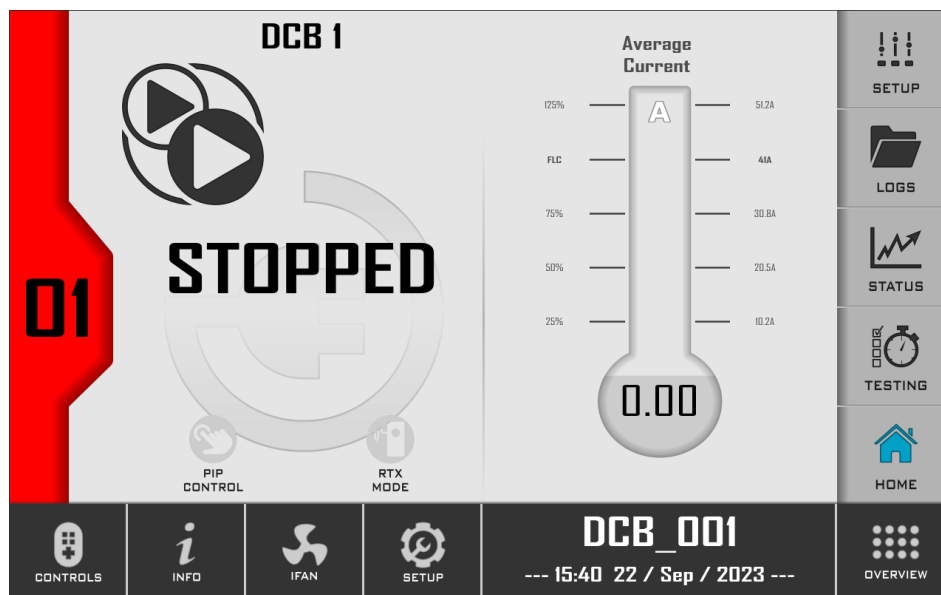 DCB 1
01
STOPPED
PIP
CONTROL
RTX
MODE
Average
Current
A
125%
51.2A
FLC
41A
75%
30.8A
50%
20.5A
25%
10.2A
0.00
SETUP
LOGS
STATUS
TESTING
HOME
CONTROLS
INFO
IFAN
SETUP
DCB_001
--- 15:40 22 / Sep / 2023 ---
OVERVIEW